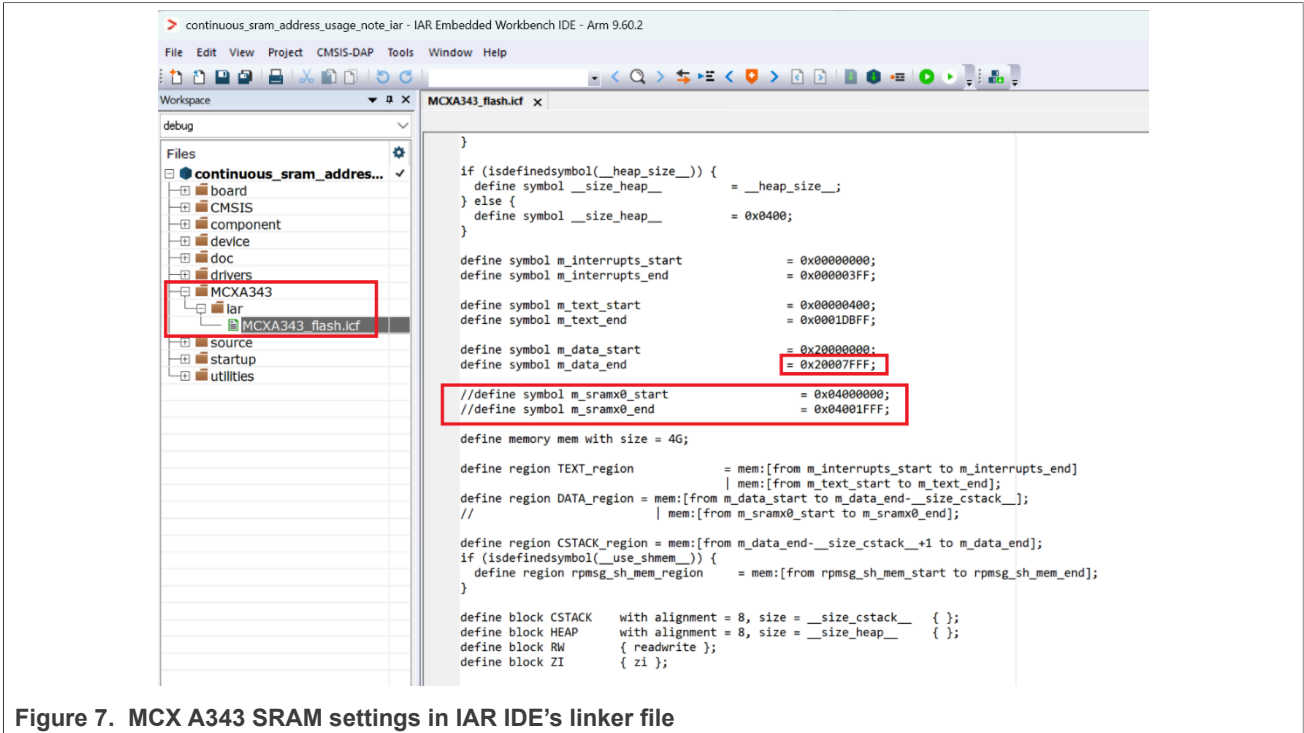 continuous_sram_address_usage_note_iar - IAR Embedded Workbench IDE - Arm 9.60.2
File Edit View Project CMSIS-DAP Tools Window Help
Workspace
MCXA343_flash.icf
debug
Files
continuous_sram_addres...
board
CMSIS
component
device
doc
drivers
MCXA343
iar
MCXA343_flash.icf
source
startup
utilities
}
if (isdefinedsymbol(__heap_size__)) {
define symbol __size_heap__ = __heap_size__;
} else {
define symbol __size_heap__ = 0x0400;
}
define symbol m_interrupts_start = 0x00000000;
define symbol m_interrupts_end = 0x000003FF;
define symbol m_text_start = 0x00000400;
define symbol m_text_end = 0x0001DBFF;
define symbol m_data_start = 0x20000000;
define symbol m_data_end = 0x20007FFF;
//define symbol m_sramx0_start = 0x04000000;
//define symbol m_sramx0_end = 0x04001FFF;
define memory mem with size = 4G;
define region TEXT_region = mem:[from m_interrupts_start to m_interrupts_end]
| mem:[from m_text_start to m_text_end];
define region DATA_region = mem:[from m_data_start to m_data_end-__size_cstack__];
// | mem:[from m_sramx0_start to m_sramx0_end];
define region CSTACK_region = mem:[from m_data_end-__size_cstack__+1 to m_data_end];
if (isdefinedsymbol(__use_shmem__)) {
define region rpmsg_sh_mem_region = mem:[from rpmsg_sh_mem_start to rpmsg_sh_mem_end];
}
define block CSTACK with alignment = 8, size = __size_cstack__ { };
define block HEAP with alignment = 8, size = __size_heap__ { };
define block RW { readwrite };
define block ZI { zi };
Figure 7. MCX A343 SRAM settings in IAR IDE's linker file